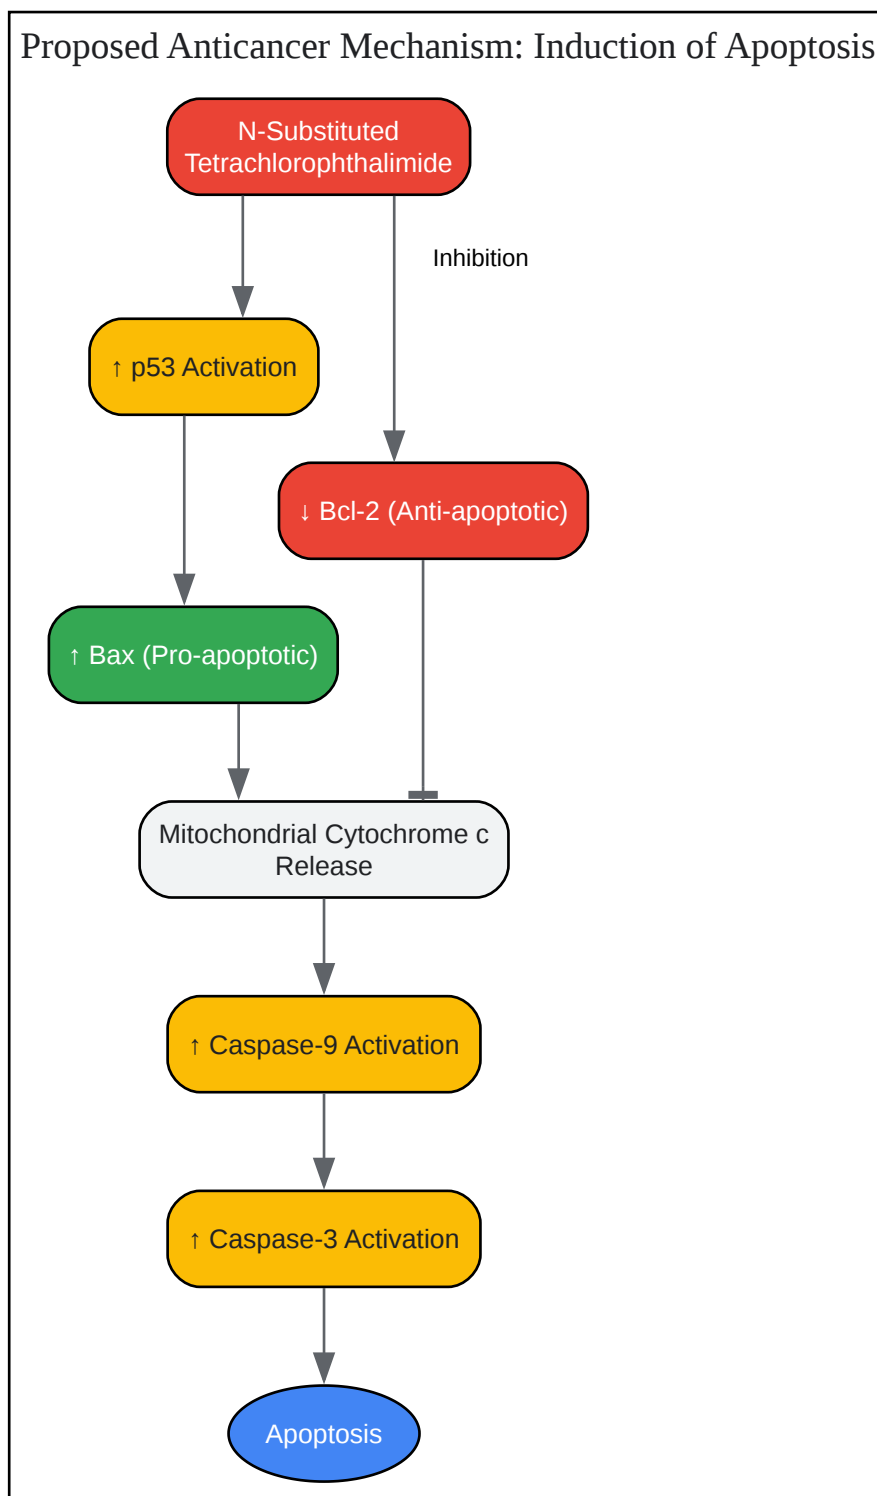 Proposed Anticancer Mechanism: Induction of Apoptosis
N-Substituted
Tetrachlorophthalimide
Inhibition
↑ p53 Activation
↓ Bcl-2 (Anti-apoptotic)
↑ Bax (Pro-apoptotic)
Mitochondrial Cytochrome c
Release
↑ Caspase-9 Activation
↑ Caspase-3 Activation
Apoptosis